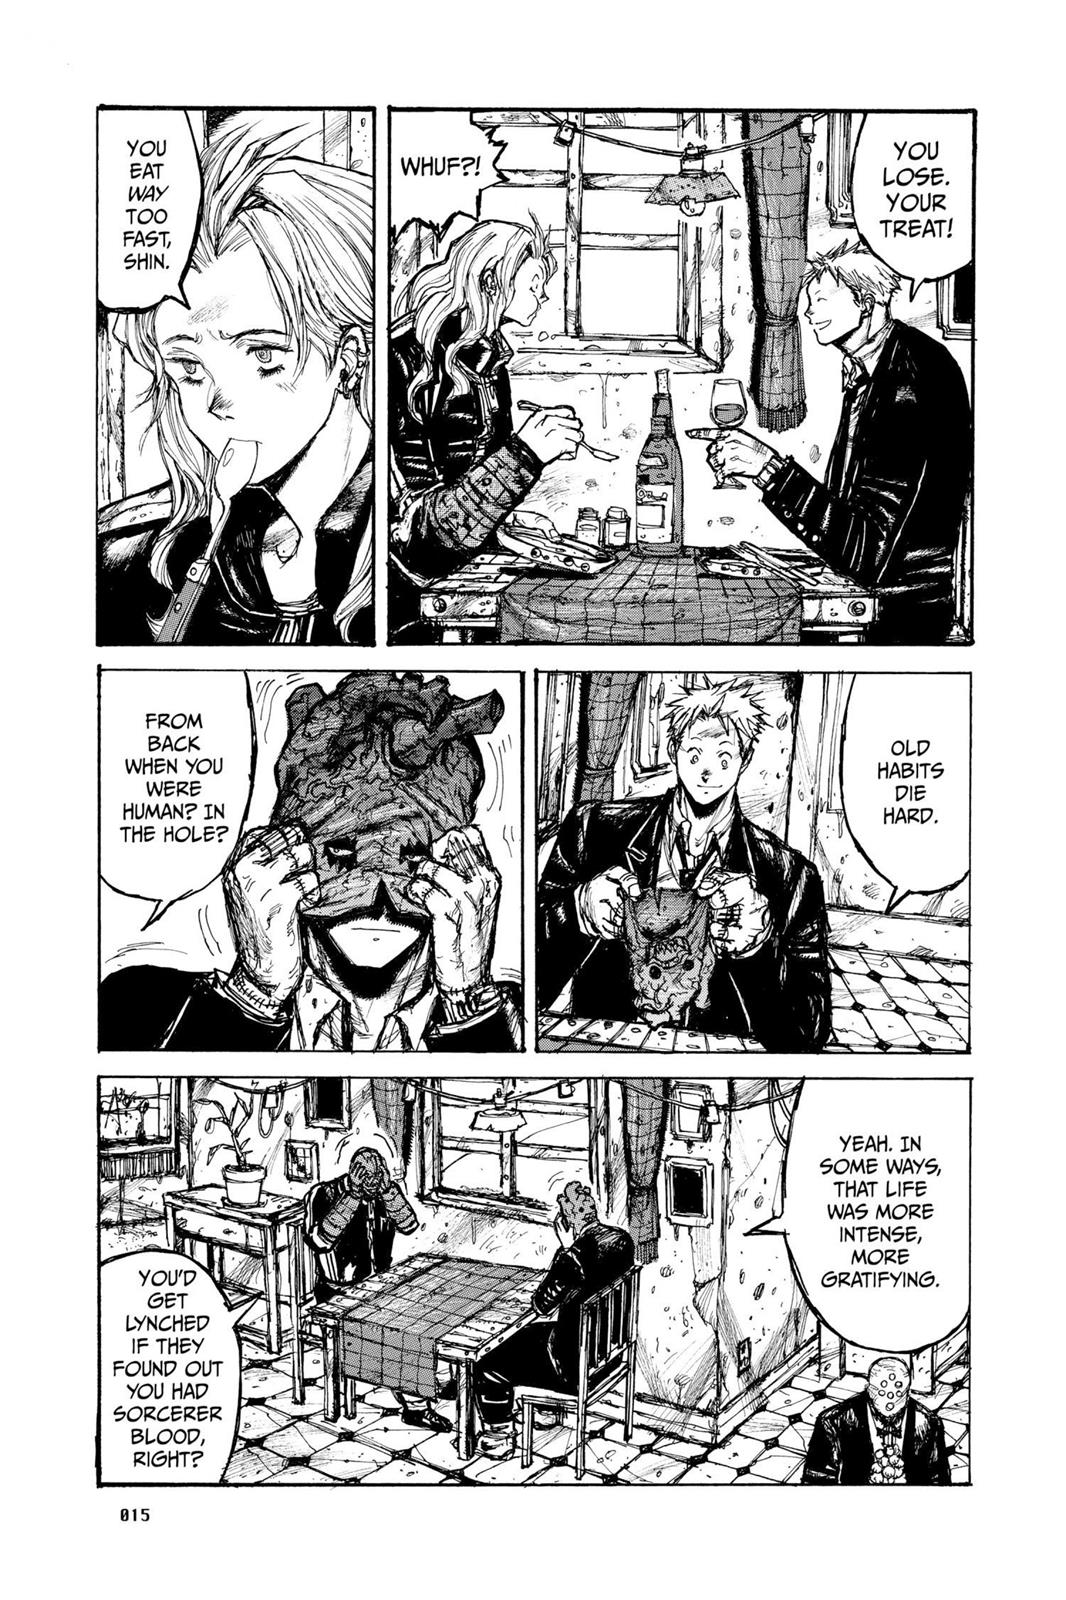 YOU
LOSE.
YOUR
TREAT!
WHUF?!
YOU
EAT
WAY
TOO
FAST,
SHIN.
OLD
HABITS
DIE
HARD.
FROM
BACK
WHEN YOU
WERE
HUMAN? IN
THE HOLE?
YEAH. IN
SOME WAYS,
THAT LIFE
WAS MORE
INTENSE,
MORE
GRATIFYING.
YOU'D
GET
LYNCHED
IF THEY
FOUND OUT
YOU HAD
SORCERER
BLOOD,
RIGHT?
015